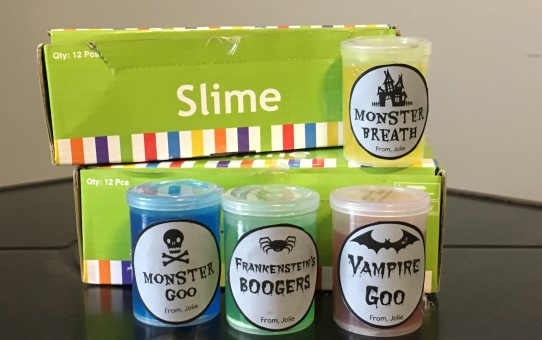 Qty: 12 Pcs
Slime
MONSTER
BREATH
From, Jolie
Qty: 12 Pcs
MONSTER
GOO
From, Jolie
FRANKENSTEIN'S
BOOGERS
From, Jolie
VAMPIRE
GOO
From, Jolie